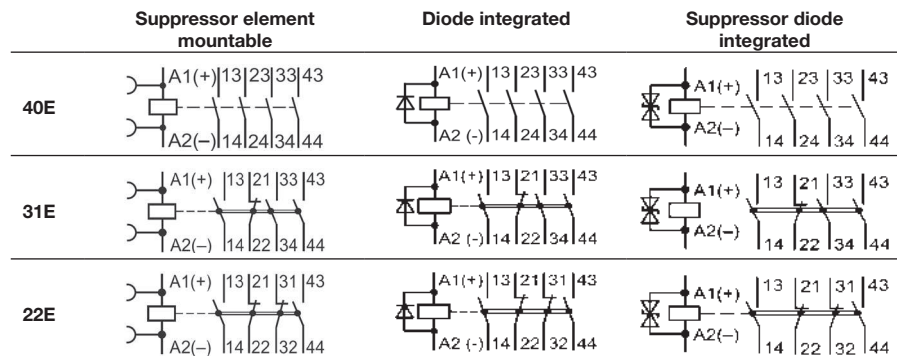 Suppressor element mountable
Diode integrated
Suppressor diode integrated
40E
A1(+) 13 23 33 43
A2(–) 14 24 34 44
A1(+) 13 23 33 43
A2 (-) 14 24 34 44
A1(+) 13 23 33 43
A2(–) 14 24 34 44
31E
A1(+) 13 21 33 43
A2(–) 14 22 34 44
A1(+) 13 21 33 43
A2 (-) 14 22 34 44
A1(+) 13 21 33 43
A2(–) 14 22 34 44
22E
A1(+) 13 21 31 43
A2(–) 14 22 32 44
A1(+) 13 21 31 43
A2 (-) 14 22 32 44
A1(+) 13 21 31 43
A2(–) 14 22 32 44